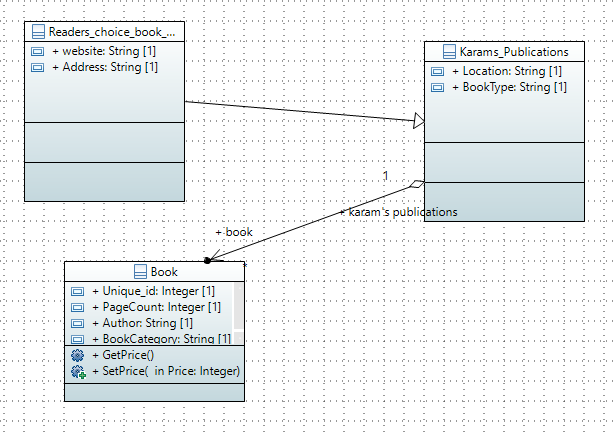 Readers_choice_book_...
+ website: String [1]
+ Address: String [1]
Karams_Publications
+ Location: String [1]
+ BookType: String [1]
1
+ karam's publications
+ book
*
Book
+ Unique_id: Integer [1]
+ PageCount: Integer [1]
+ Author: String [1]
+ BookCategory: String [1]
+ GetPrice()
+ SetPrice( in Price: Integer)